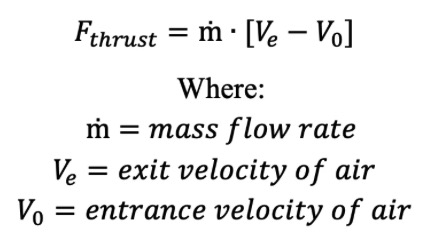 F_thrust = ṁ · [V_e − V_0]
Where:
ṁ = mass flow rate
V_e = exit velocity of air
V_0 = entrance velocity of air